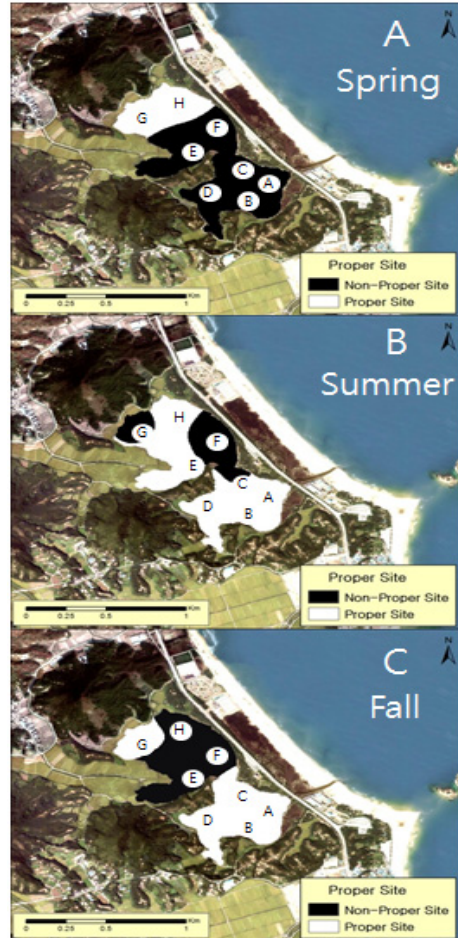 A
Spring
N
H
G
F
E
C
A
D
B
Proper Site
Non-Proper Site
Proper Site
Km
0 0.25 0.5 1
B
Summer
N
H
G
F
E
C
A
D
B
Proper Site
Non-Proper Site
Proper Site
Km
0 0.25 0.5 1
C
Fall
N
H
G
F
E
C
A
D
B
Proper Site
Non-Proper Site
Proper Site
Km
0 0.25 0.5 1